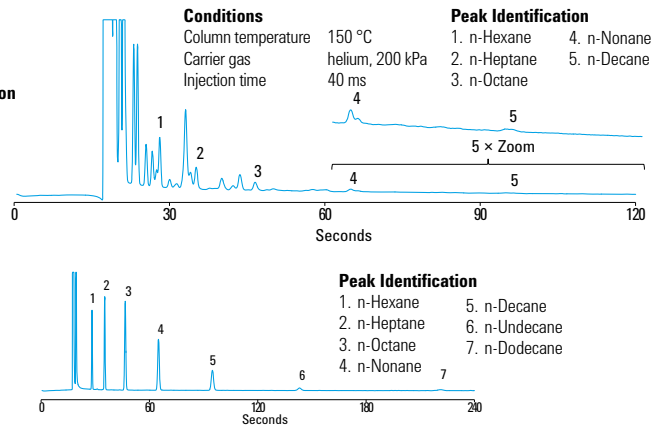 Conditions
Column temperature 150 °C
Carrier gas helium, 200 kPa
Injection time 40 ms
Peak Identification
1. n-Hexane 4. n-Nonane
2. n-Heptane 5. n-Decane
3. n-Octane
on
1
2
3
4
5
5 × Zoom
4
5
0 30 60 90 120
Seconds
Peak Identification
1. n-Hexane 5. n-Decane
2. n-Heptane 6. n-Undecane
3. n-Octane 7. n-Dodecane
4. n-Nonane
1
2
3
4
5
6
7
0 60 120 180 240
Seconds